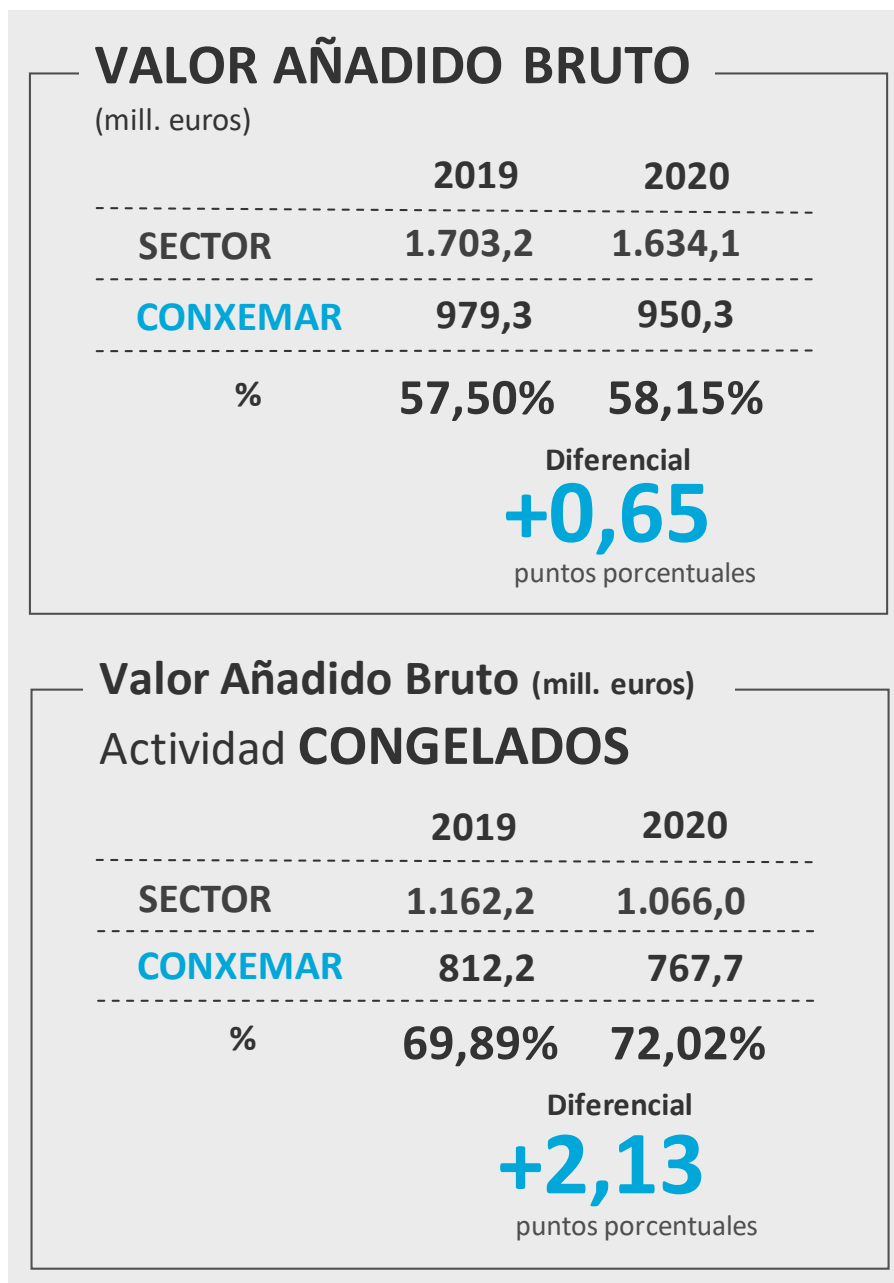 VALOR AÑADIDO BRUTO
(mill. euros)
2019 2020
SECTOR 1.703,2 1.634,1
CONXEMAR 979,3 950,3
% 57,50% 58,15%
Diferencial
+0,65
puntos porcentuales
Valor Añadido Bruto (mill. euros)
Actividad CONGELADOS
2019 2020
SECTOR 1.162,2 1.066,0
CONXEMAR 812,2 767,7
% 69,89% 72,02%
Diferencial
+2,13
puntos porcentuales